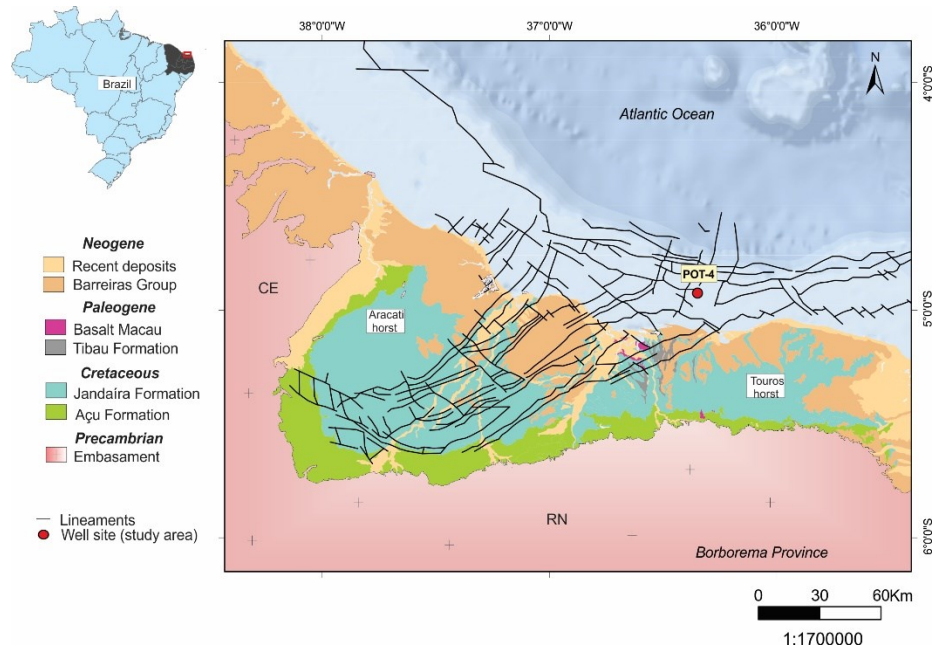 38°0'0"W 37°0'0"W 36°0'0"W
N
4°0'0"S
Brazil
Atlantic Ocean
Neogene
Recent deposits
Barreiras Group
Paleogene
Basalt Macau
Tibau Formation
Cretaceous
Jandaíra Formation
Açu Formation
Precambrian
Embasament
Lineaments
Well site (study area)
CE
POT-4
5°0'0"S
Aracati
horst
Touros
horst
RN
6°0'0"S
Borborema Province
0 30 60Km
1:1700000